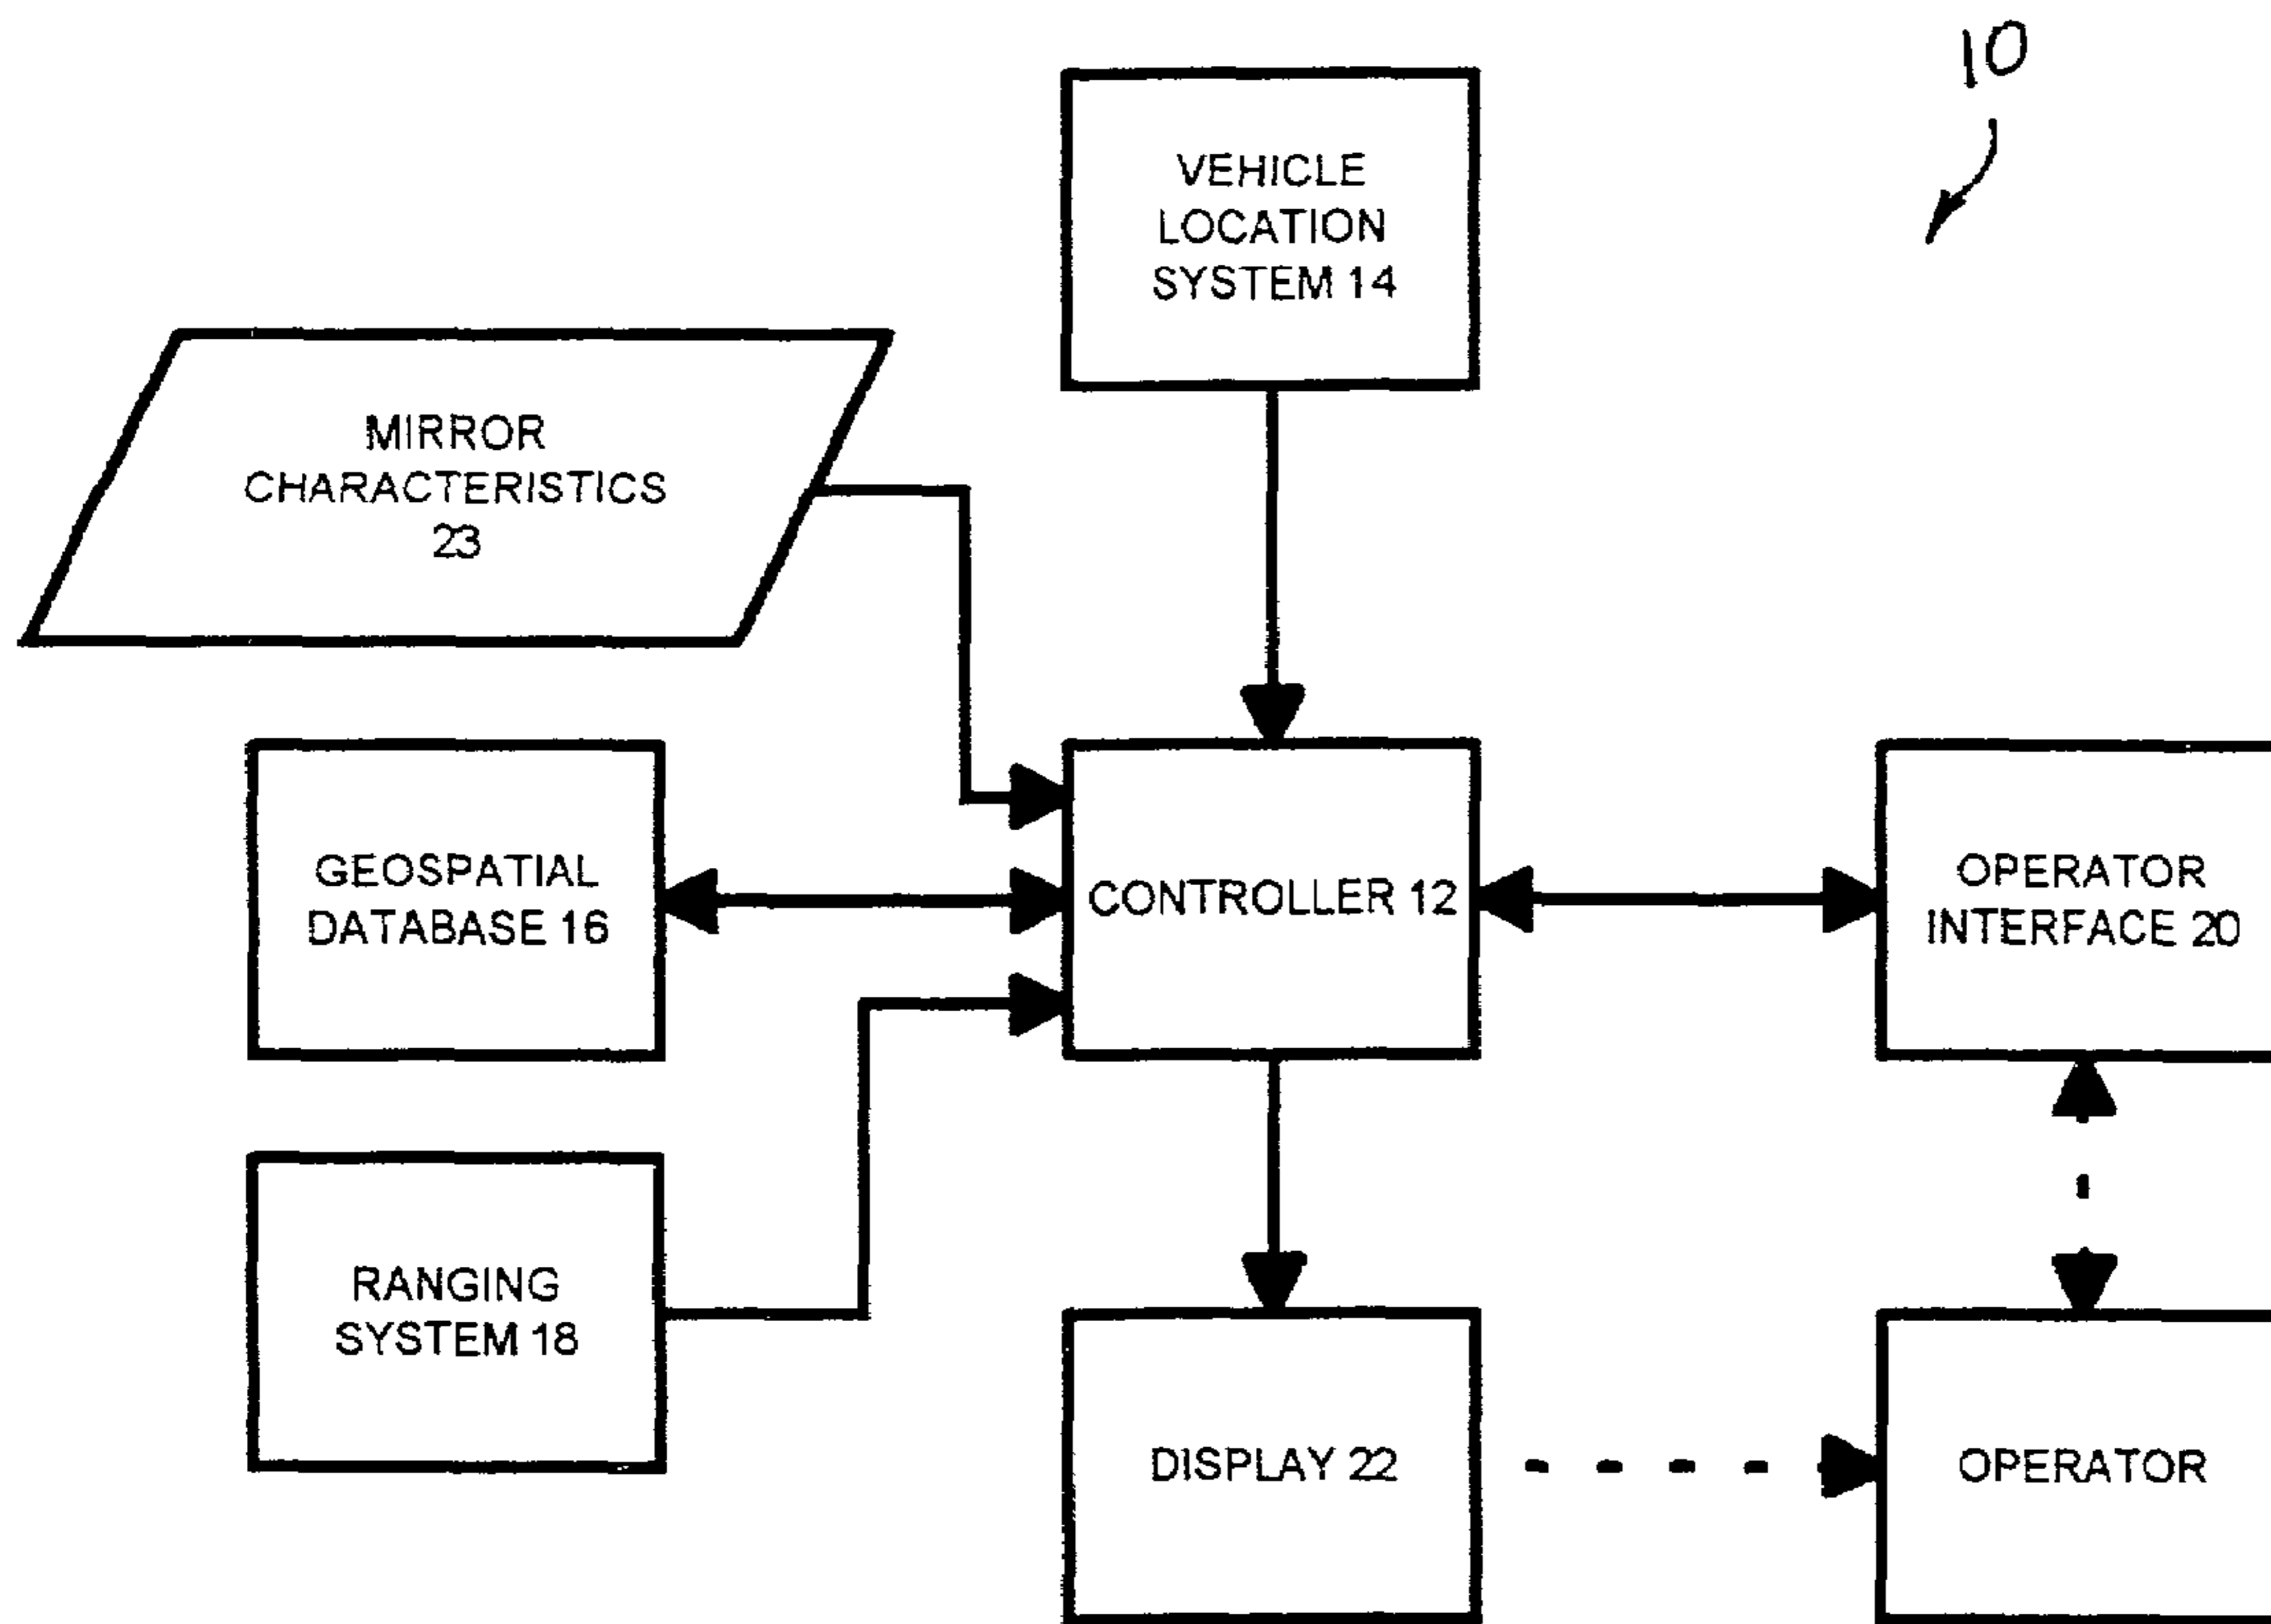 10
VEHICLE
LOCATION
SYSTEM 14
MIRROR
CHARACTERISTICS
23
GEOSPATIAL
DATABASE 16
CONTROLLER 12
OPERATOR
INTERFACE 20
RANGING
SYSTEM 18
DISPLAY 22
OPERATOR